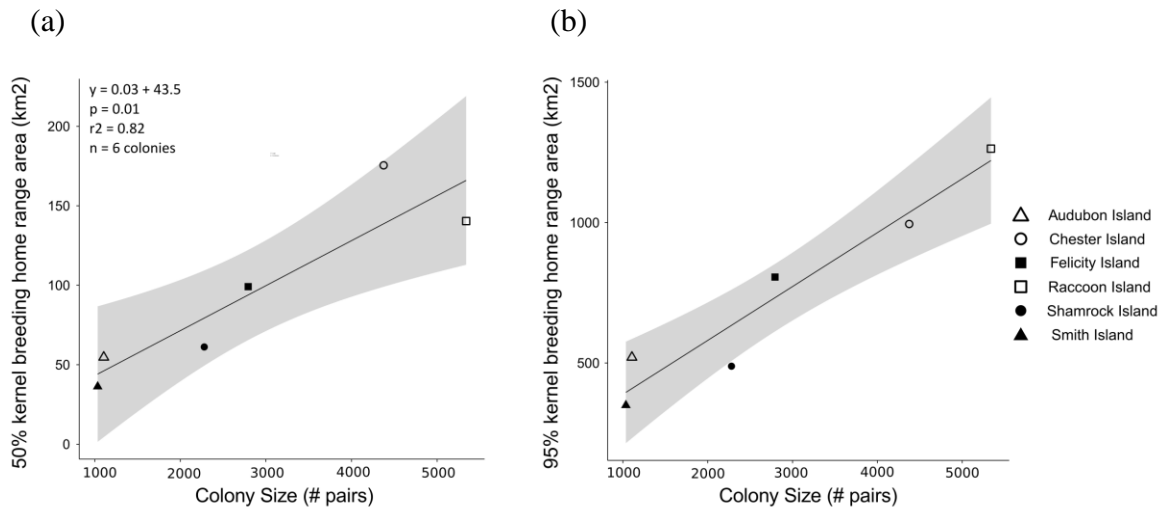 (a)
(b)
50% kernel breeding home range area (km2)
y = 0.03 + 43.5
p = 0.01
r2 = 0.82
n = 6 colonies
200
150
100
50
0
1000 2000 3000 4000 5000
Colony Size (# pairs)
95% kernel breeding home range area (km2)
1500
1000
500
1000 2000 3000 4000 5000
Colony Size (# pairs)
Audubon Island
Chester Island
Felicity Island
Raccoon Island
Shamrock Island
Smith Island